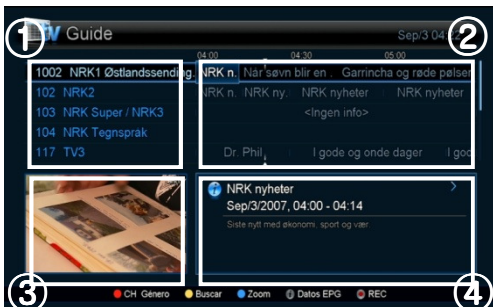 ① tv Guide Sep/3 04:22 ②
04:00 04:30 05:00
1002 NRK1 Østlandssending. NRK n. Når søvn blir en . Garrincha og røde pølser
102 NRK2 NRK n. NRK ny. NRK nyheter NRK nyheter
103 NRK Super / NRK3 <Ingen info>
104 NRK Tegnspråk
117 TV3 Dr. Phil. I gode og onde dager I god
NRK nyheter
Sep/3/2007, 04:00 - 04:14
Siste nytt med økonomi, sport og vær
③ CH Género Buscar Zoom Datos EPG REC ④